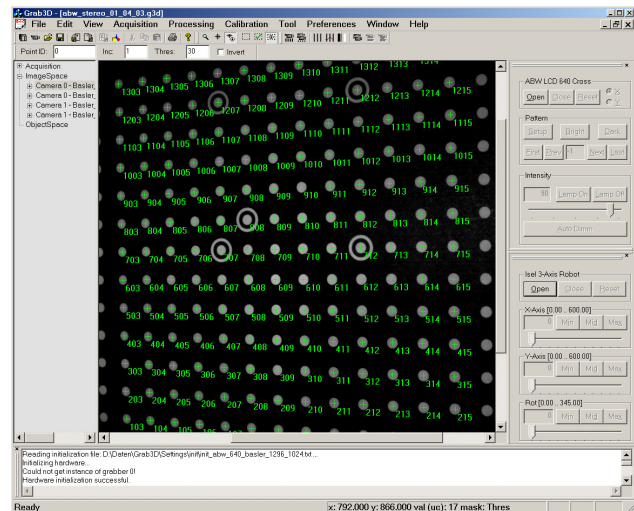 Grab3D - [abw_stereo_01_04_03.g3d]
File Edit View Acquisition Processing Calibration Tool Preferences Window Help
Point ID: 0 Inc: 1 Thres: 30 Invert
Acquisition
ImageSpace
Camera 0 - Basler,
Camera 0 - Basler,
Camera 1 - Basler,
Camera 1 - Basler,
ObjectSpace
1310 1311 1312 1313 1314
1303 1304 1305 1306 1307 1308 1309
1203 1204 1205 1206 1207 1208 1209 1210 1211 1212 1213 1214 1215
1103 1104 1105 1106 1107 1108 1109 1110 1111 1112 1113 1114 1115
1003 1004 1005 1006 1007 1008 1009 1010 1011 1012 1013 1014 1015
903 904 905 906 907 908 909 910 911 912 913 914 915
803 804 805 806 807 808 809 810 811 812 813 814 815
703 704 705 706 707 708 709 710 711 712 713 714 715
603 604 605 606 607 608 609 610 611 612 613 614 615
503 504 505 506 507 508 509 510 511 512 513 514 515
403 404 405 406 407 408 409 410 411 412 413 414 415
303 304 305 306 307 308 309 310 311 312 313 314 315
203 204 205 206 207 208 209 210 211 212 213 214 215
103 104 105
ABW LCD 640 Cross
Open Close Reset X
Y
Pattern
Setup Bright Dark
First Prev -1 Next Last
Intensity
90 Lamp On Lamp Off
Auto Dimm
Isel 3-Axis Robot
Open Close Reset
X-Axis [0.00 .. 600.00]
0 Min Mid Max
Y-Axis [0.00 .. 600.00]
0 Min Mid Max
Rot [0.00 .. 345.00]
0 Min Mid Max
Reading initialization file: D:\Daten\Grab3D\Settings\inif\init_abw_640_basler_1296_1024.txt ...
Initializing hardware...
Could not get instance of grabber 0!
Hardware initialization successful.
Ready x: 792.000 y: 866.000 val (uc): 17 mask: Thres